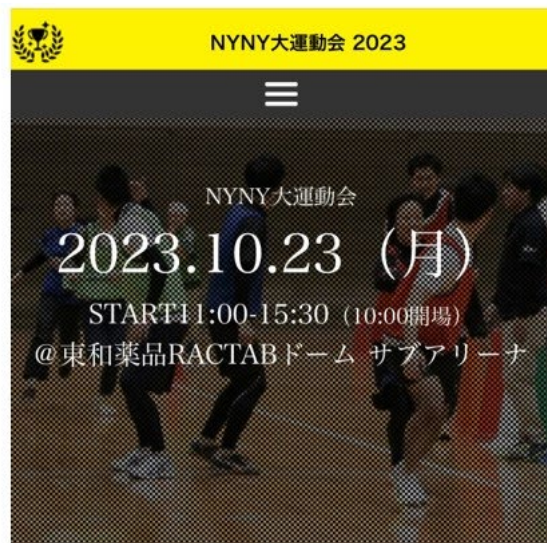 NYNY大運動会 2023
NYNY大運動会
2023.10.23（月）
START11:00-15:30（10:00開場）
@東和薬品RACTABドーム サブアリーナ